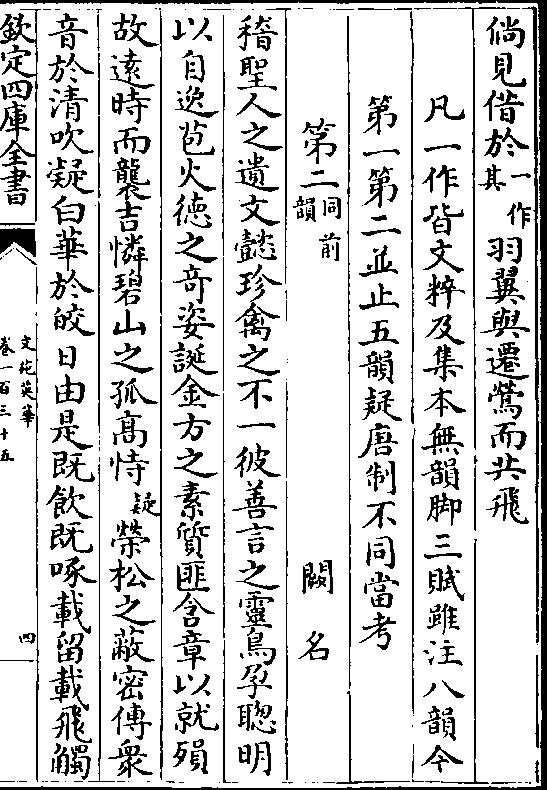 倘見借於一作其羽翼與遷鶯而共飛
凡一作皆文粹及集本無韻脚三賦雖注八韻今
第一第二並止五韻疑唐制不同當考
第二同前韻 闕名
稽聖人之遺文懿珍禽之不一彼善言之靈鳥孕聰明
以自逸苞火德之奇姿誕金方之素質匪含章以就殞
故遠時而襲吉憐碧山之孤高恃疑榮松之蔽密傳衆
音於清吹凝白華於皎日由是既飲既啄載留載飛觸
欽定四庫全書
文苑英華
卷一百三十五
四